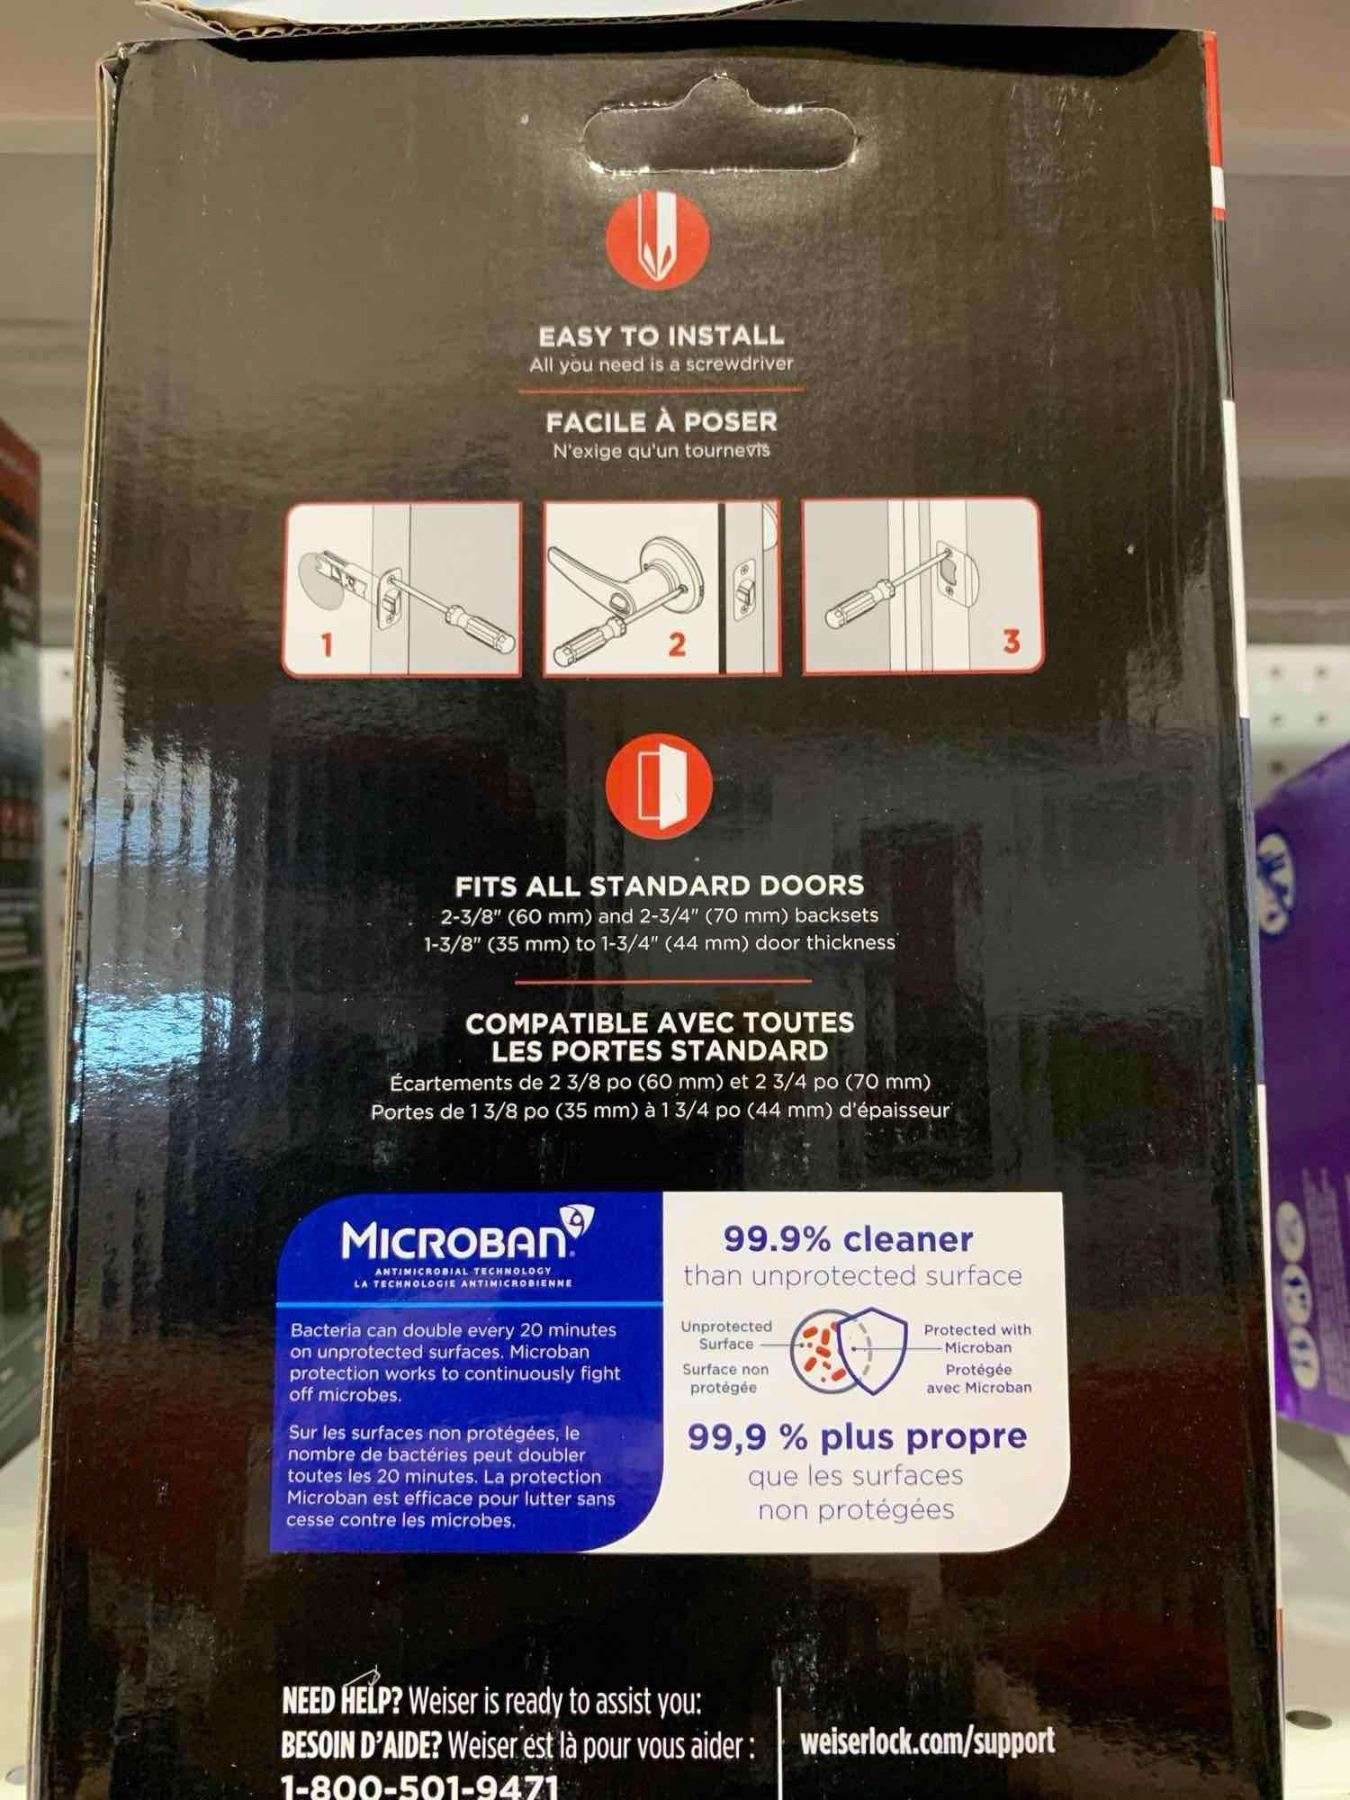 EASY TO INSTALL
All you need is a screwdriver
FACILE À POSER
N'exige qu'un tournevis
1
2
3
FITS ALL STANDARD DOORS
2-3/8" (60 mm) and 2-3/4" (70 mm) backsets
1-3/8" (35 mm) to 1-3/4" (44 mm) door thickness
COMPATIBLE AVEC TOUTES
LES PORTES STANDARD
Écartements de 2 3/8 po (60 mm) et 2 3/4 po (70 mm)
Portes de 1 3/8 po (35 mm) à 1 3/4 po (44 mm) d'épaisseur
MICROBAN
ANTIMICROBIAL TECHNOLOGY
LA TECHNOLOGIE ANTIMICROBIENNE
Bacteria can double every 20 minutes
on unprotected surfaces. Microban
protection works to continuously fight
off microbes.
Sur les surfaces non protégées, le
nombre de bactéries peut doubler
toutes les 20 minutes. La protection
Microban est efficace pour lutter sans
cesse contre les microbes.
99.9% cleaner
than unprotected surface
Unprotected
Surface
Surface non
protégée
Protected with
Microban
Protégée
avec Microban
99,9 % plus propre
que les surfaces
non protégées
NEED HELP? Weiser is ready to assist you:
BESOIN D'AIDE? Weiser est là pour vous aider :
1-800-501-9471
weiserlock.com/support